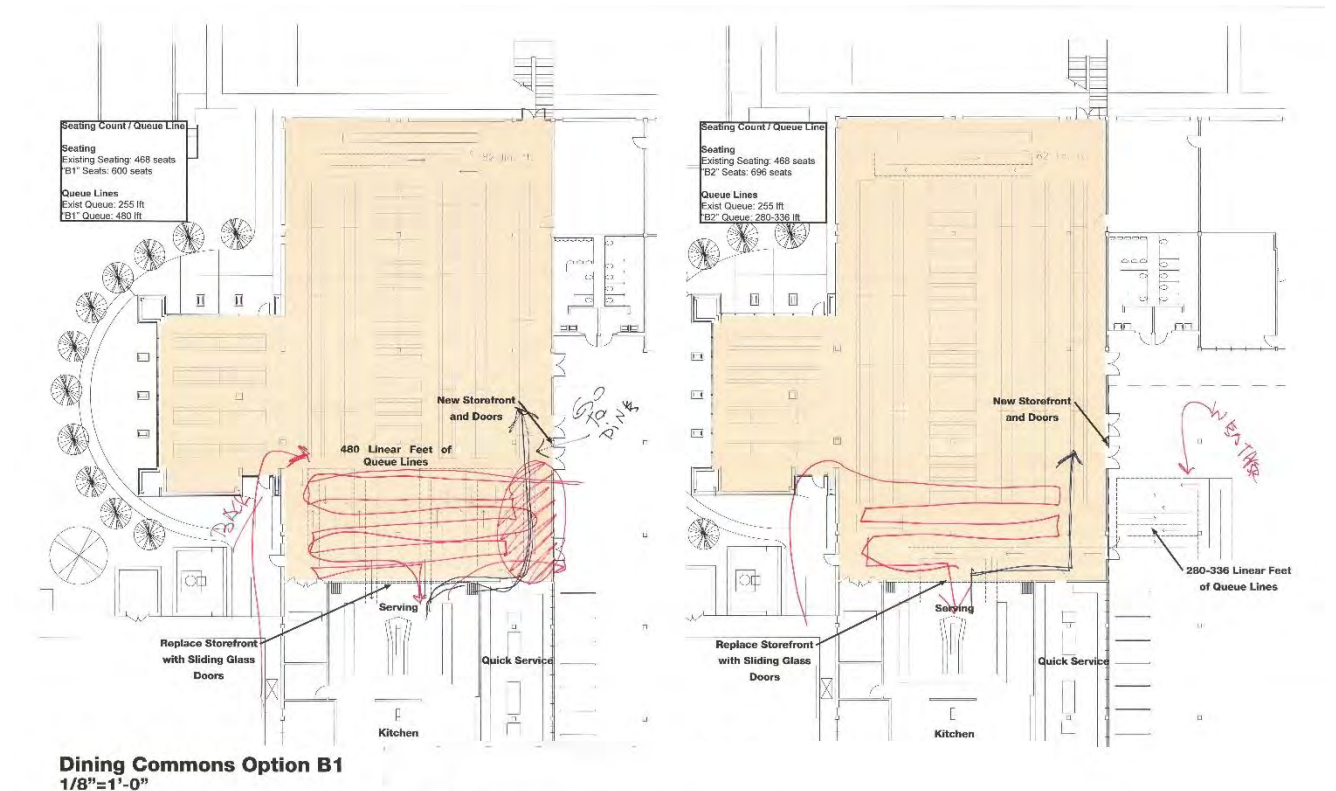 Seating Count / Queue Line
Seating
Existing Seating: 468 seats
"B1" Seats: 600 seats
Queue Lines
Exist Queue: 255 lft
"B1" Queue: 480 lft
New Storefront
and Doors
GO
TO
DINE
480 Linear Feet of
Queue Lines
BACK
Serving
Replace Storefront
with Sliding Glass
Doors
Quick Service
Kitchen
Dining Commons Option B1
1/8"=1'-0"
Seating Count / Queue Line
Seating
Existing Seating: 468 seats
"B2" Seats: 696 seats
Queue Lines
Exist Queue: 255 lft
"B2" Queue: 280-336 lft
New Storefront
and Doors
WEATHER
280-336 Linear Feet
of Queue Lines
Serving
Replace Storefront
with Sliding Glass
Doors
Quick Service
Kitchen